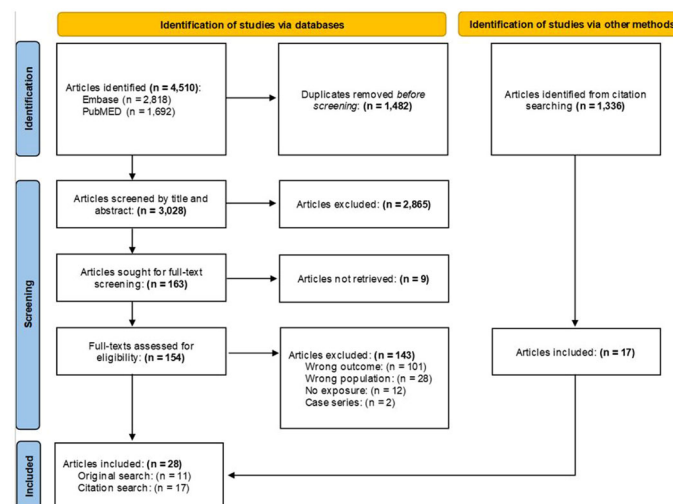 Identification of studies via databases
Identification of studies via other methods
Identification
Articles identified (n = 4,510):
Embase (n = 2,818)
PubMED (n = 1,692)
Duplicates removed before
screening: (n = 1,482)
Articles identified from citation
searching (n = 1,336)
Screening
Articles screened by title and
abstract: (n = 3,028)
Articles excluded: (n = 2,865)
Articles sought for full-text
screening: (n = 163)
Articles not retrieved: (n = 9)
Full-texts assessed for
eligibility: (n = 154)
Articles excluded: (n = 143)
Wrong outcome: (n = 101)
Wrong population: (n = 28)
No exposure: (n = 12)
Case series: (n = 2)
Articles included: (n = 17)
Included
Articles included: (n = 28)
Original search: (n = 11)
Citation search: (n = 17)